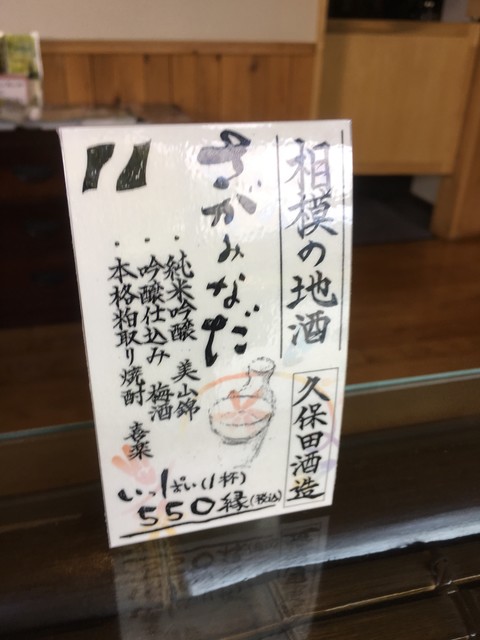 相模の地酒
久保田酒造
さがみなだ
・純米吟醸 美山錦
・吟醸仕込み 梅酒
・本格粕取り焼酎 喜楽
いっぱい(1杯)
550縁(税込)